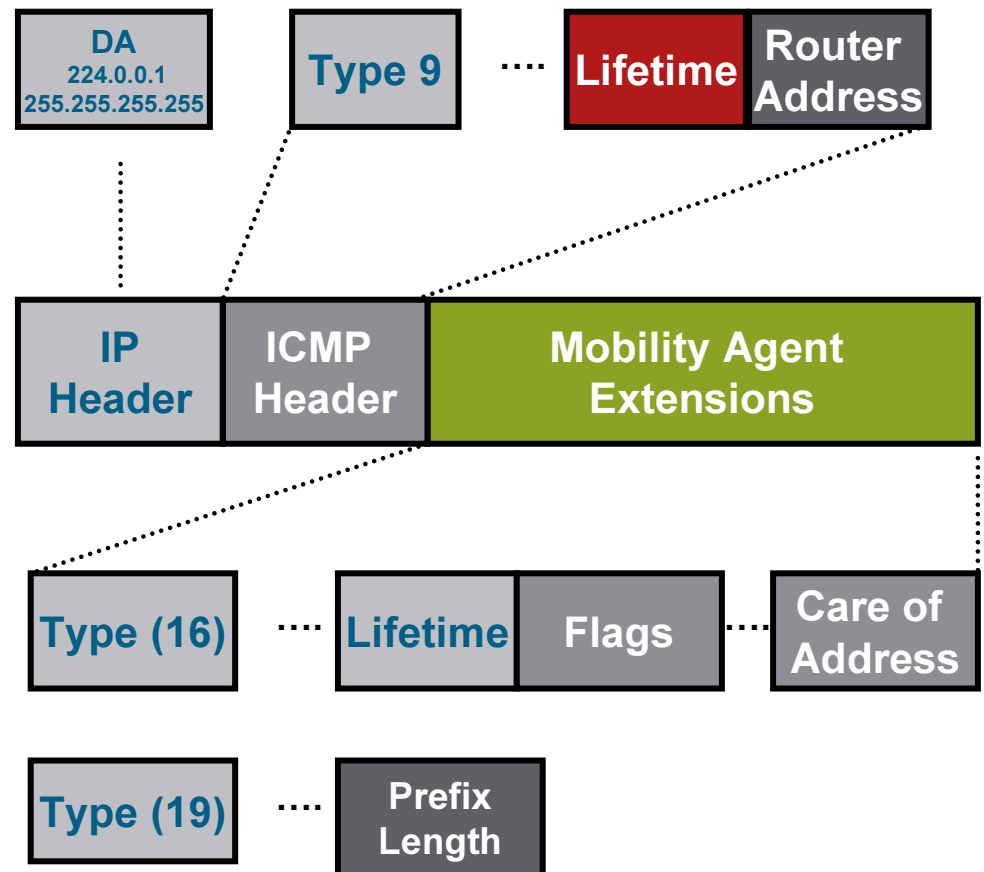 DA
224.0.0.1
255.255.255.255
Type 9
....
Lifetime
Router
Address
IP
Header
ICMP
Header
Mobility Agent
Extensions
Type (16)
....
Lifetime
Flags
....
Care of
Address
Type (19)
....
Prefix
Length